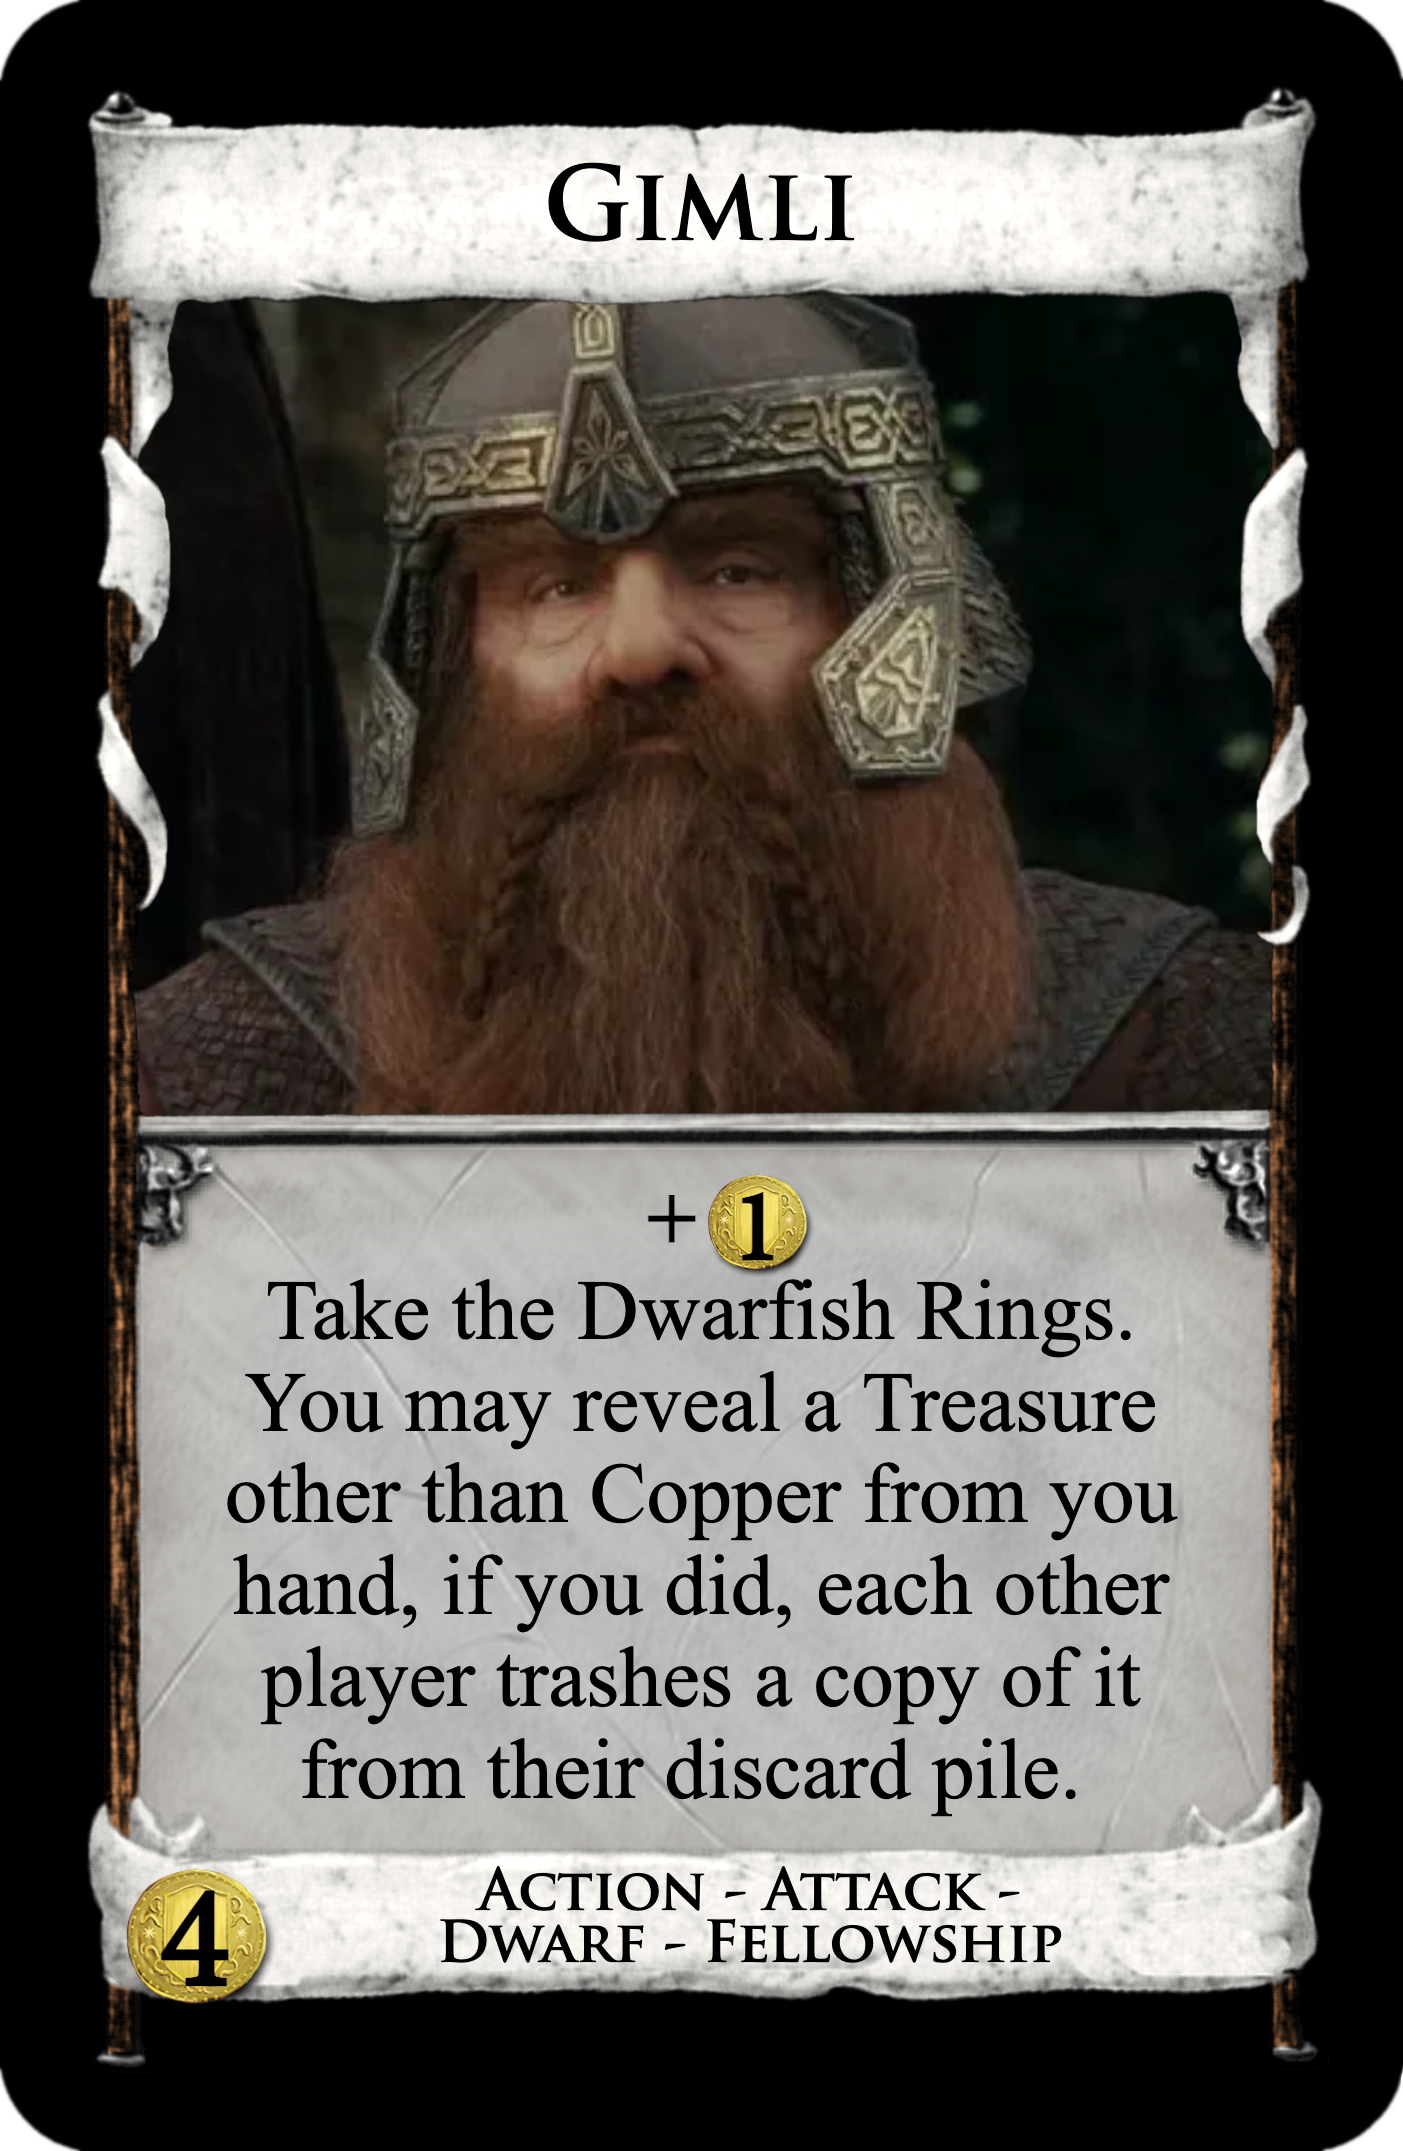 Gimli
+1
Take the Dwarfish Rings.
You may reveal a Treasure
other than Copper from you
hand, if you did, each other
player trashes a copy of it
from their discard pile.
4
Action - Attack -
Dwarf - Fellowship